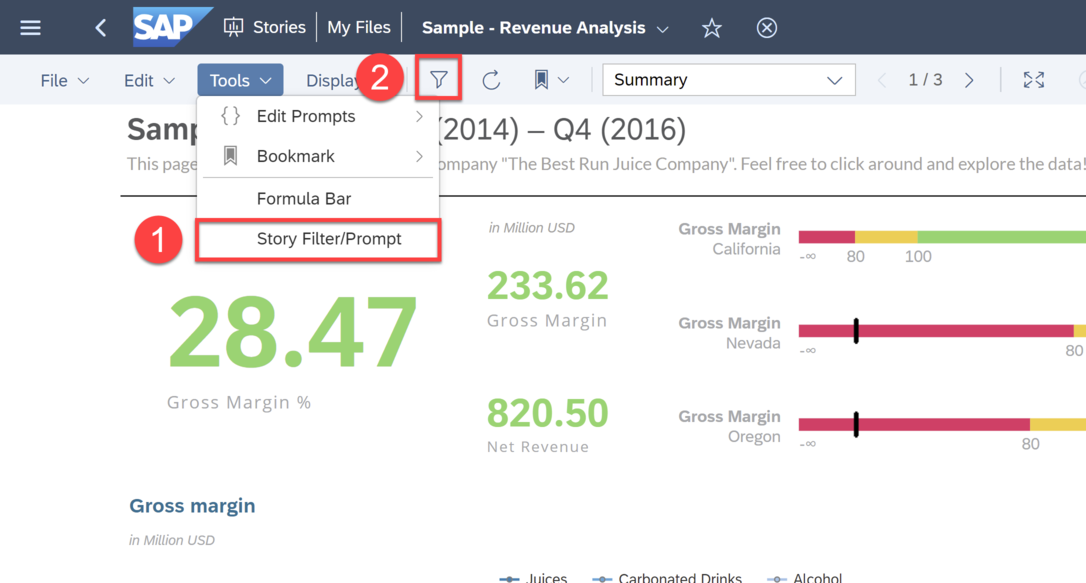 SAP Stories My Files Sample - Revenue Analysis
File Edit Tools Display 2 Summary 1 / 3
{ } Edit Prompts
Bookmark
Formula Bar
1 Story Filter/Prompt
(2014) – Q4 (2016)
This page "The Best Run Juice Company". Feel free to click around and explore the data!
28.47
Gross Margin %
in Million USD
233.62
Gross Margin
820.50
Net Revenue
Gross Margin
California
-∞ 80 100
Gross Margin
Nevada
-∞ 80
Gross Margin
Oregon
-∞ 80
Gross margin
in Million USD
Juices Carbonated Drinks Alcohol